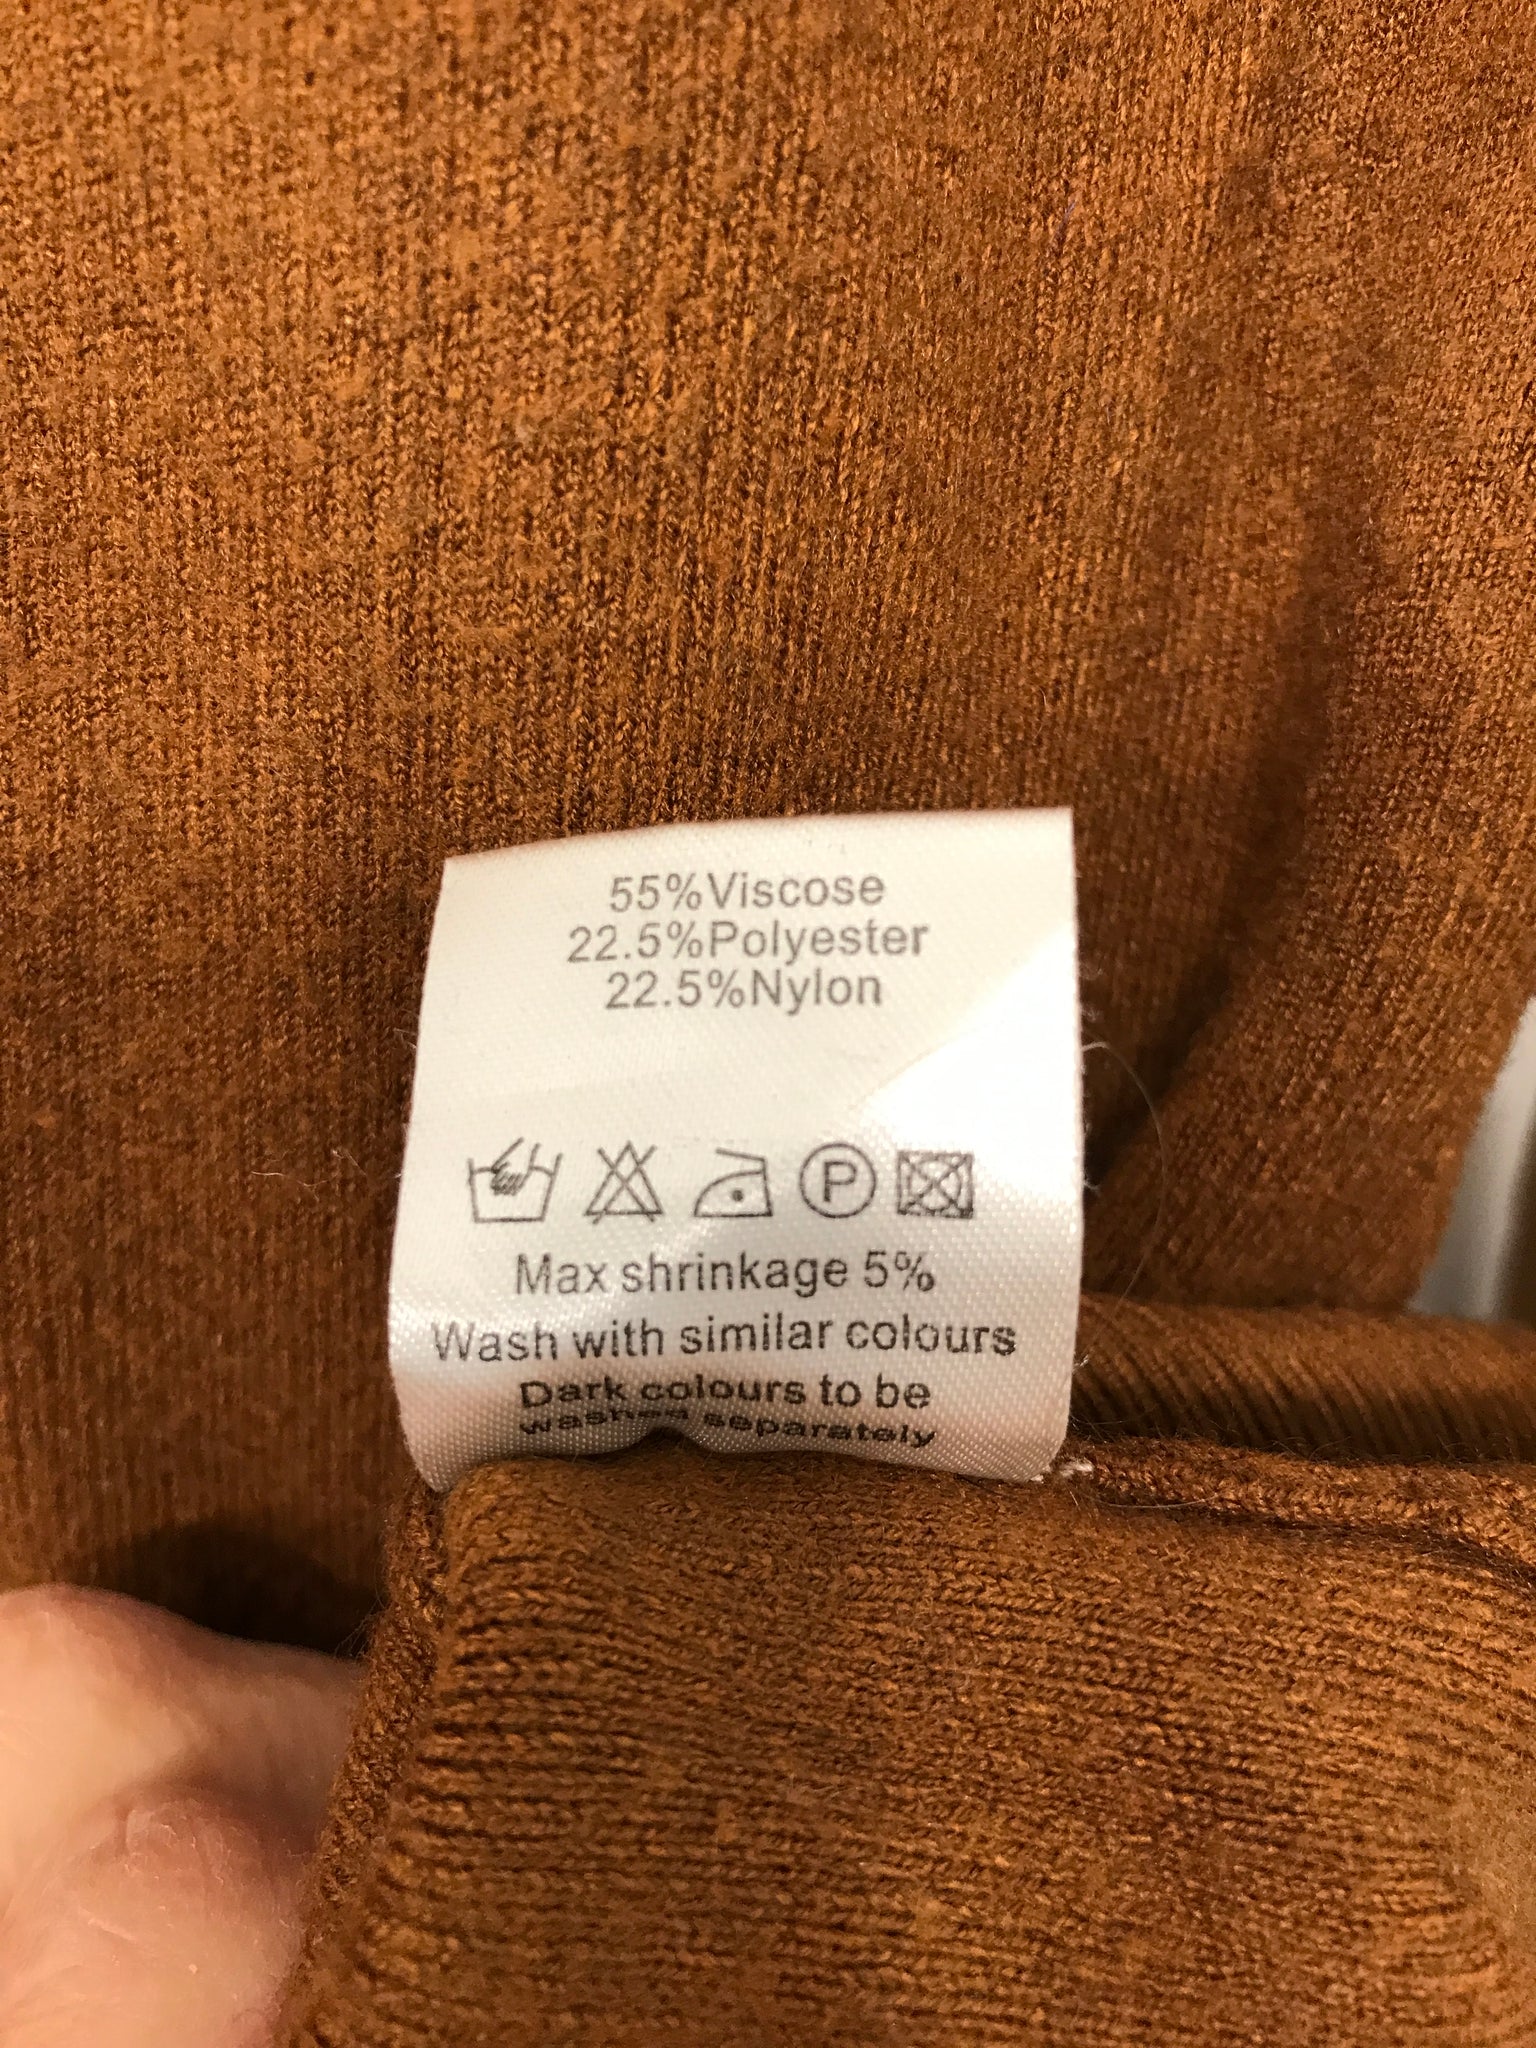 55%Viscose
22.5%Polyester
22.5%Nylon
P
Max shrinkage 5%
Wash with similar colours
Dark colours to be
washed separately